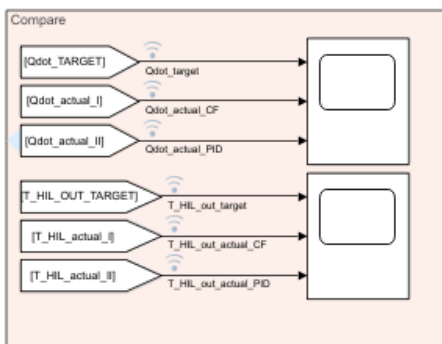 Compare
[Qdot_TARGET]
Qdot_target
[Qdot_actual_I]
Qdot_actual_CF
[Qdot_actual_II]
Qdot_actual_PID
[T_HIL_OUT_TARGET]
T_HIL_out_target
[T_HIL_actual_I]
T_HIL_out_actual_CF
[T_HIL_actual_II]
T_HIL_out_actual_PID